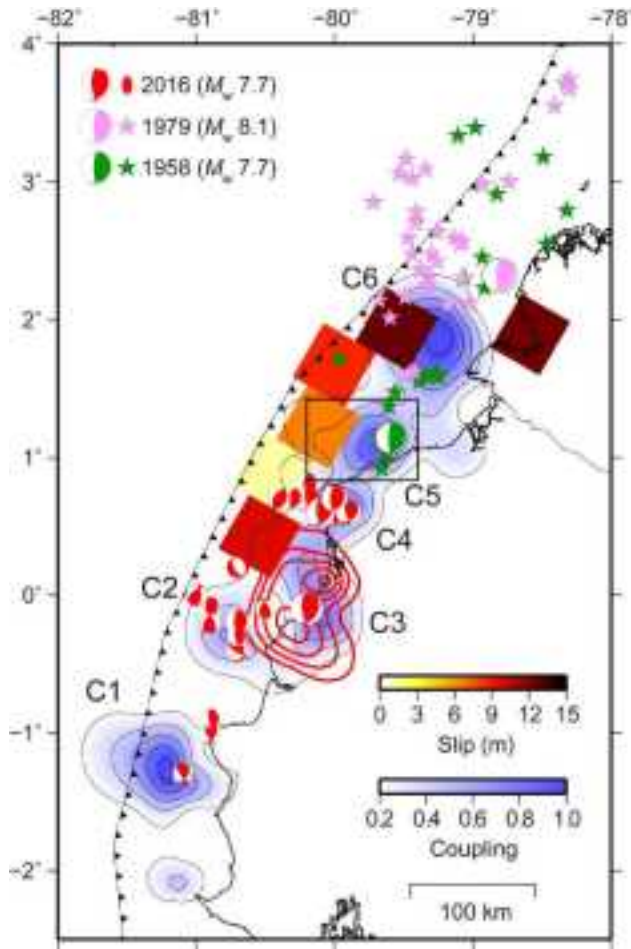 −82° −81° −80° −79° −78°
4°
2016 (Mw 7.7)
1979 (Mw 8.1)
3°
1958 (Mw 7.7)
C6
2°
1°
C5
C4
C2
0°
C3
C1
0 3 6 9 12 15
−1°
Slip (m)
0.2 0.4 0.6 0.8 1.0
Coupling
−2°
100 km